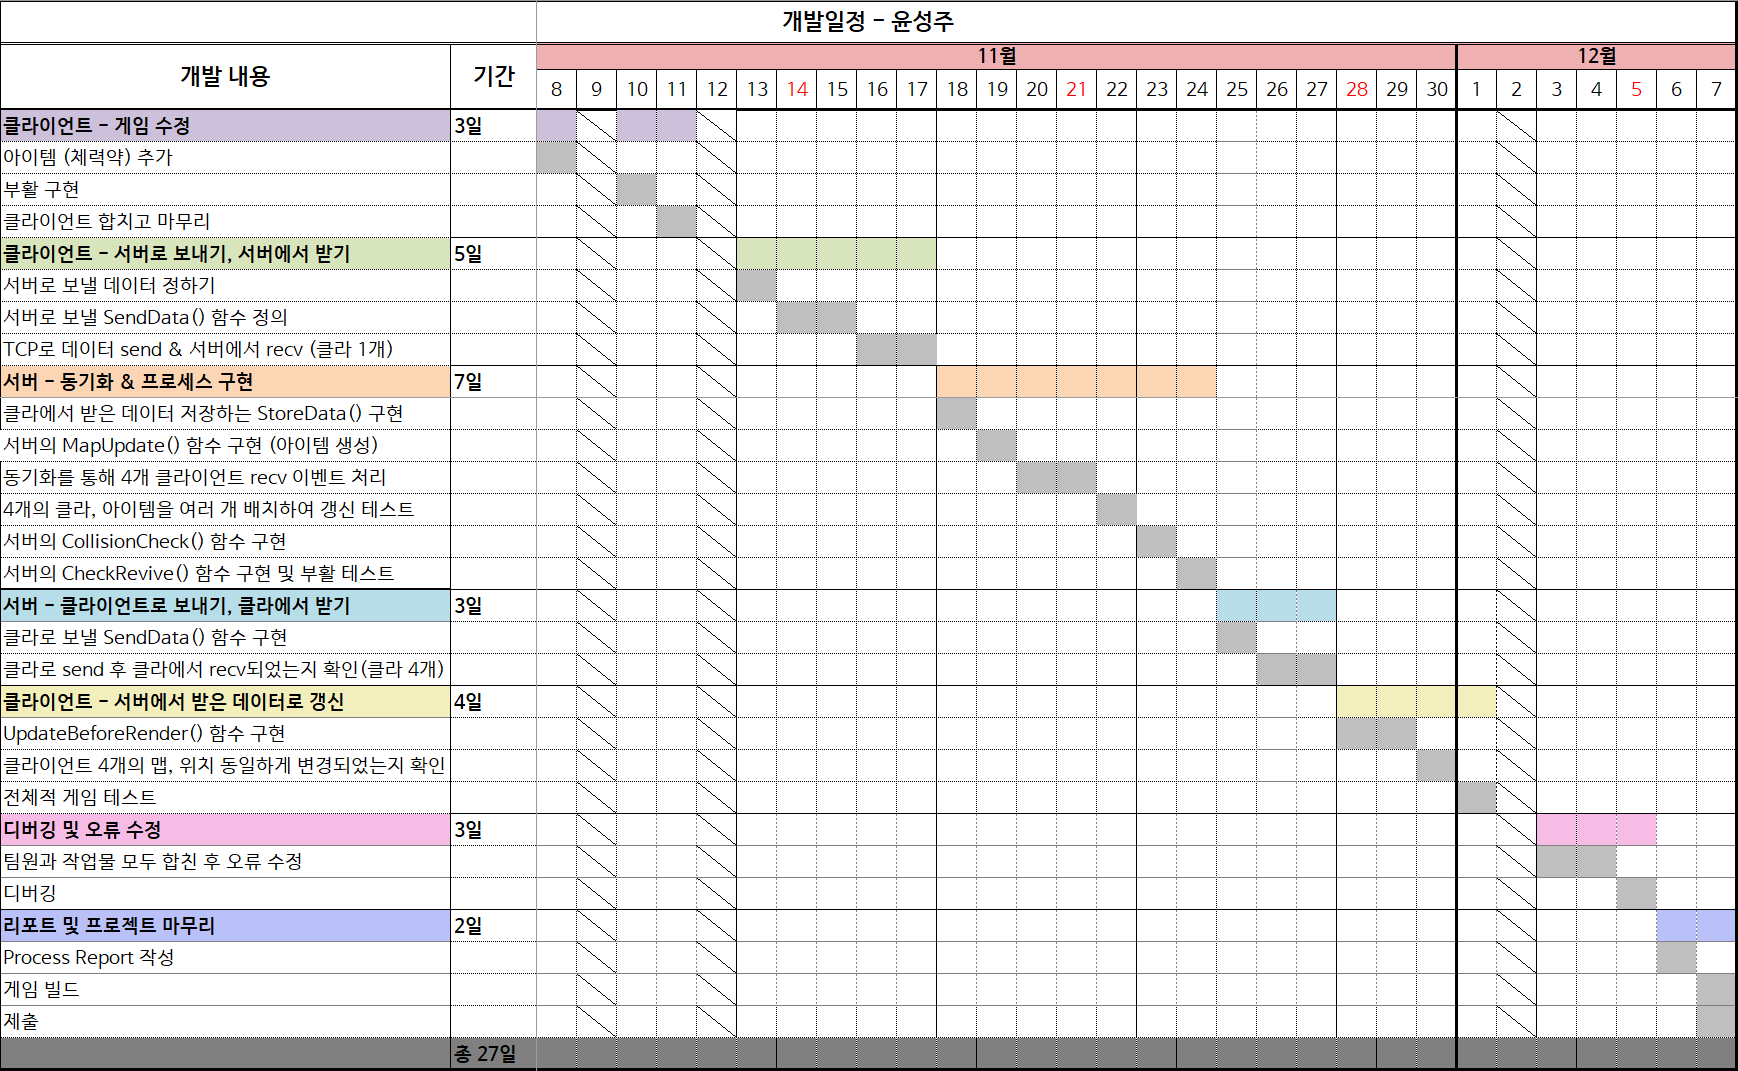 개발일정 - 윤성주
개발 내용 기간 11월 12월
8 9 10 11 12 13 14 15 16 17 18 19 20 21 22 23 24 25 26 27 28 29 30 1 2 3 4 5 6 7
클라이언트 - 게임 수정 3일
아이템 (체력약) 추가
부활 구현
클라이언트 합치고 마무리
클라이언트 - 서버로 보내기, 서버에서 받기 5일
서버로 보낼 데이터 정하기
서버로 보낼 SendData() 함수 정의
TCP로 데이터 send & 서버에서 recv (클라 1개)
서버 - 동기화 & 프로세스 구현 7일
클라에서 받은 데이터 저장하는 StoreData() 구현
서버의 MapUpdate() 함수 구현 (아이템 생성)
동기화를 통해 4개 클라이언트 recv 이벤트 처리
4개의 클라, 아이템을 여러 개 배치하여 갱신 테스트
서버의 CollisionCheck() 함수 구현
서버의 CheckRevive() 함수 구현 및 부활 테스트
서버 - 클라이언트로 보내기, 클라에서 받기 3일
클라로 보낼 SendData() 함수 구현
클라로 send 후 클라에서 recv되었는지 확인(클라 4개)
클라이언트 - 서버에서 받은 데이터로 갱신 4일
UpdateBeforeRender() 함수 구현
클라이언트 4개의 맵, 위치 동일하게 변경되었는지 확인
전체적 게임 테스트
디버깅 및 오류 수정 3일
팀원과 작업물 모두 합친 후 오류 수정
디버깅
리포트 및 프로젝트 마무리 2일
Process Report 작성
게임 빌드
제출
총 27일